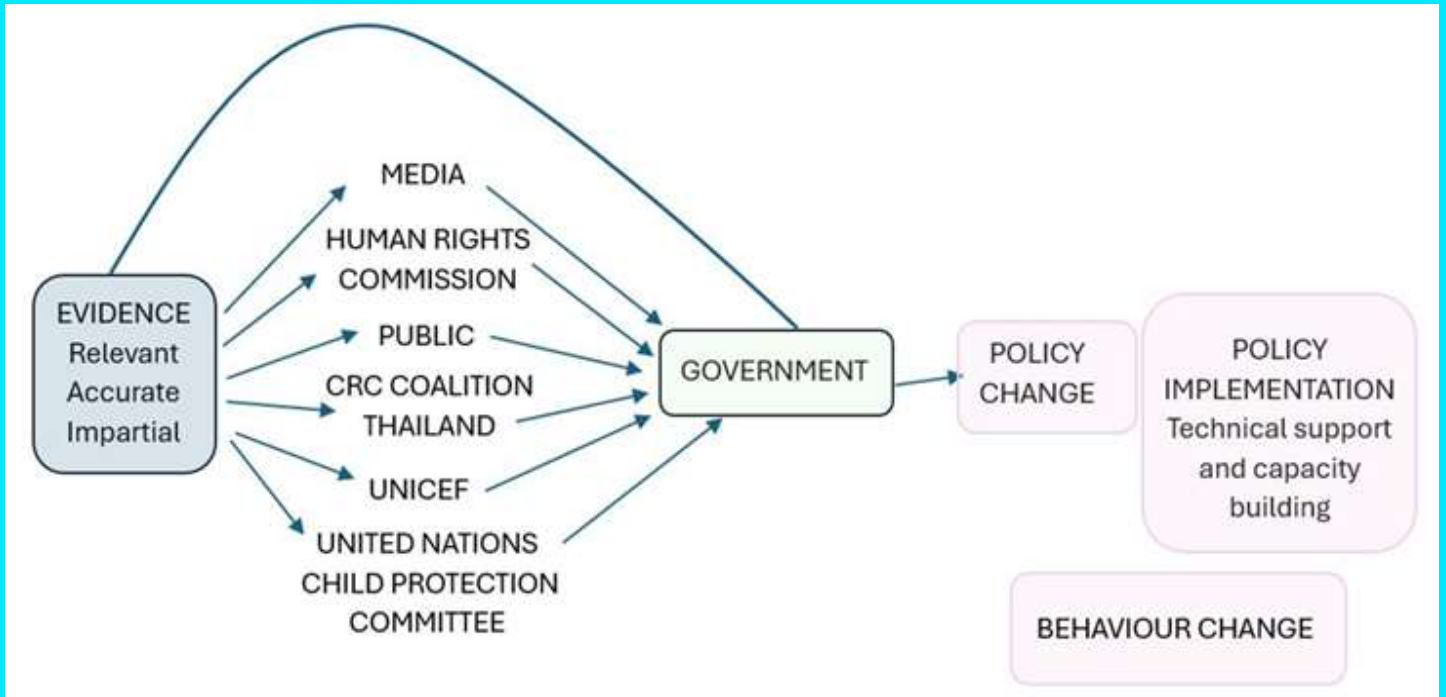 EVIDENCE
Relevant
Accurate
Impartial
MEDIA
HUMAN RIGHTS
COMMISSION
PUBLIC
CRC COALITION
THAILAND
UNICEF
UNITED NATIONS
CHILD PROTECTION
COMMITTEE
GOVERNMENT
POLICY
CHANGE
POLICY
IMPLEMENTATION
Technical support
and capacity
building
BEHAVIOUR CHANGE